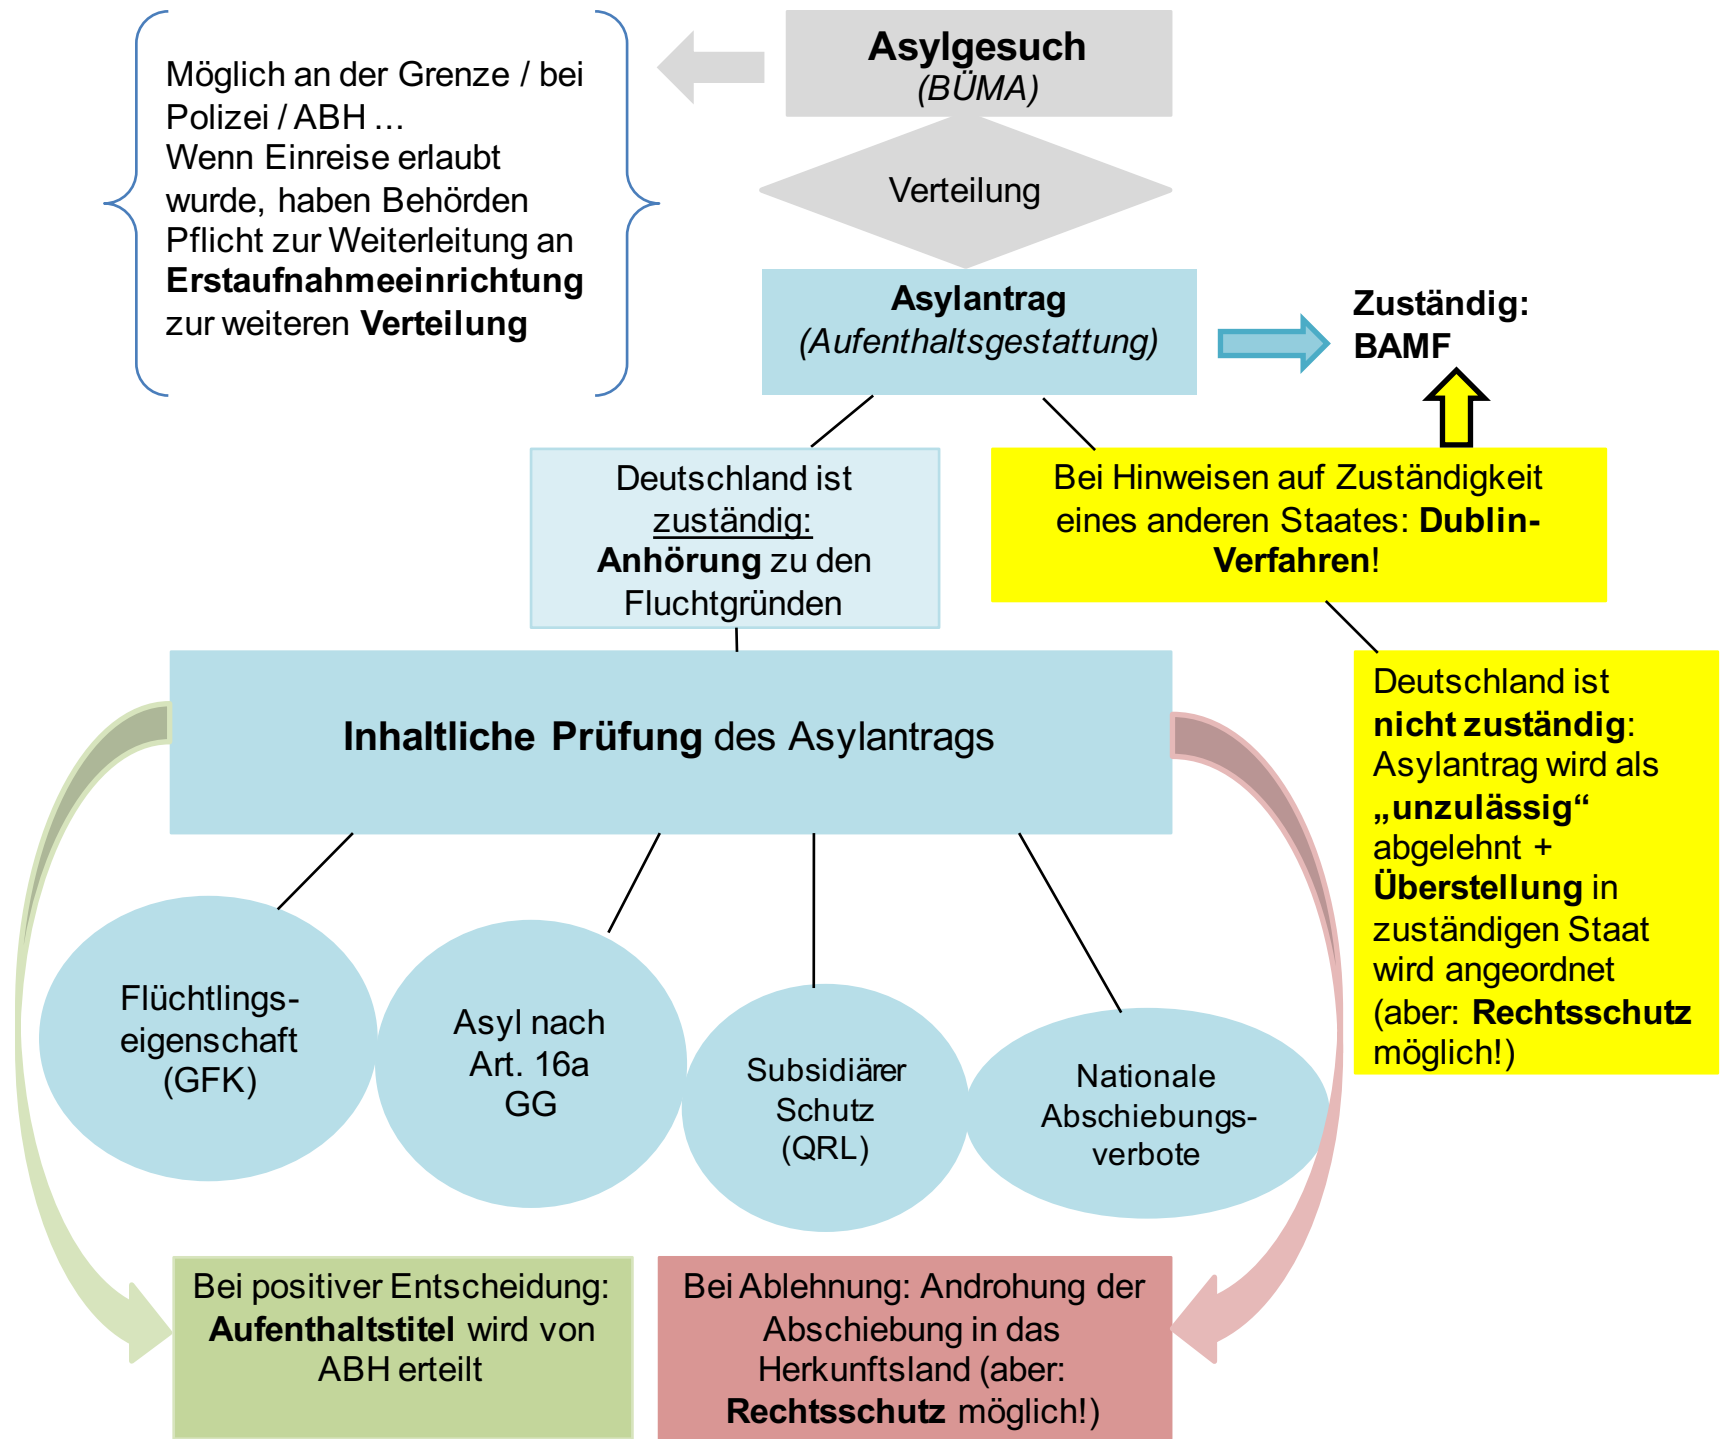 Asylgesuch
(BÜMA)
Möglich an der Grenze / bei
Polizei / ABH ...
Wenn Einreise erlaubt
wurde, haben Behörden
Pflicht zur Weiterleitung an
Erstaufnahmeeinrichtung
zur weiteren Verteilung
Verteilung
Asylantrag
(Aufenthaltsgestattung)
Zuständig:
BAMF
Deutschland ist
zuständig:
Anhörung zu den
Fluchtgründen
Bei Hinweisen auf Zuständigkeit
eines anderen Staates: Dublin-
Verfahren!
Inhaltliche Prüfung des Asylantrags
Deutschland ist
nicht zuständig:
Asylantrag wird als
„unzulässig“
abgelehnt +
Überstellung in
zuständigen Staat
wird angeordnet
(aber: Rechtsschutz
möglich!)
Flüchtlings-
eigenschaft
(GFK)
Asyl nach
Art. 16a
GG
Subsidiärer
Schutz
(QRL)
Nationale
Abschiebungs-
verbote
Bei positiver Entscheidung:
Aufenthaltstitel wird von
ABH erteilt
Bei Ablehnung: Androhung der
Abschiebung in das
Herkunftsland (aber:
Rechtsschutz möglich!)